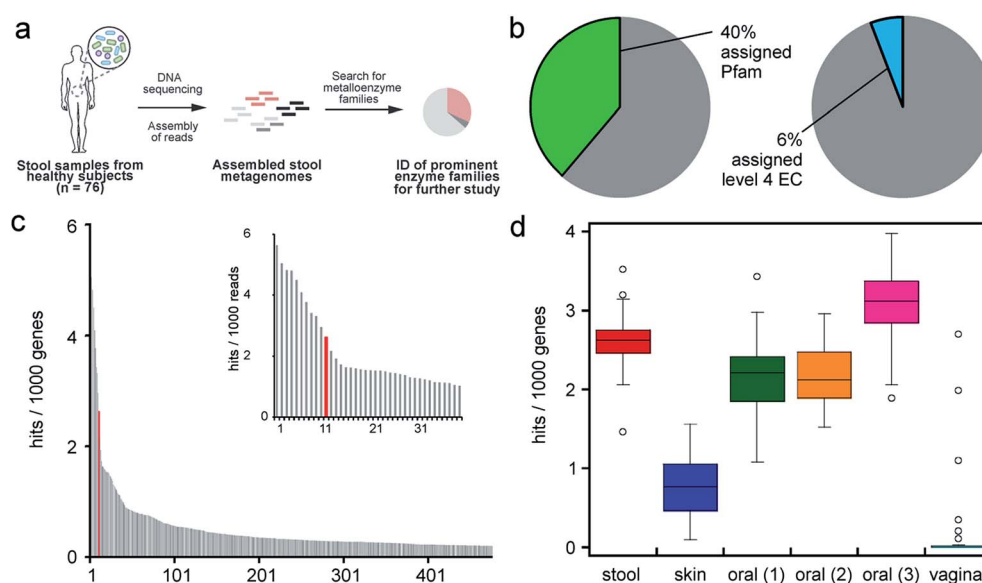 a
DNA
sequencing
Assembly
of reads
Search for
metalloenzyme
families
Stool samples from
healthy subjects
(n = 76)
Assembled stool
metagenomes
ID of prominent
enzyme families
for further study
b
40%
assigned
Pfam
6%
assigned
level 4 EC
c
hits / 1000 genes
6
4
2
0
1 101 201 301 401
hits / 1000 reads
6
4
2
0
1 11 21 31
d
hits / 1000 genes
4
3
2
1
0
stool skin oral (1) oral (2) oral (3) vagina